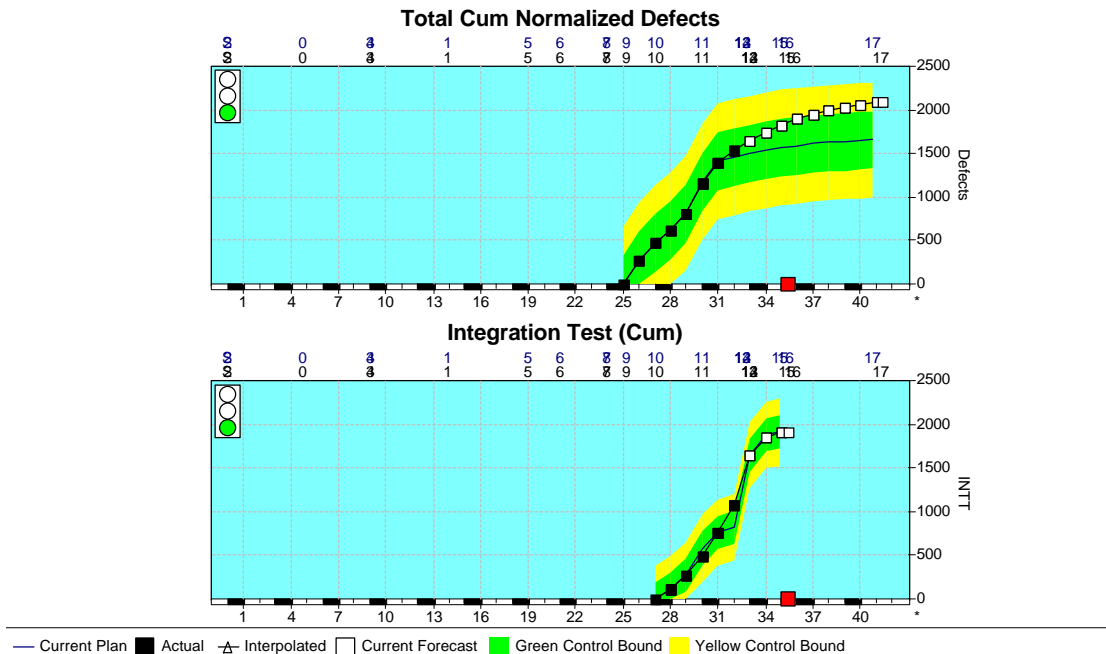 Total Cum Normalized Defects
0 1 5 6 9 10 11 16 17
0 1 5 6 9 10 11 16 17
2500
2000
1500
1000
500
0
Defects
1 4 7 10 13 16 19 22 25 28 31 34 37 40 *
Integration Test (Cum)
0 1 5 6 9 10 11 16 17
0 1 5 6 9 10 11 16 17
2500
2000
1500
1000
500
0
INTT
1 4 7 10 13 16 19 22 25 28 31 34 37 40 *
Current Plan Actual Interpolated Current Forecast Green Control Bound Yellow Control Bound